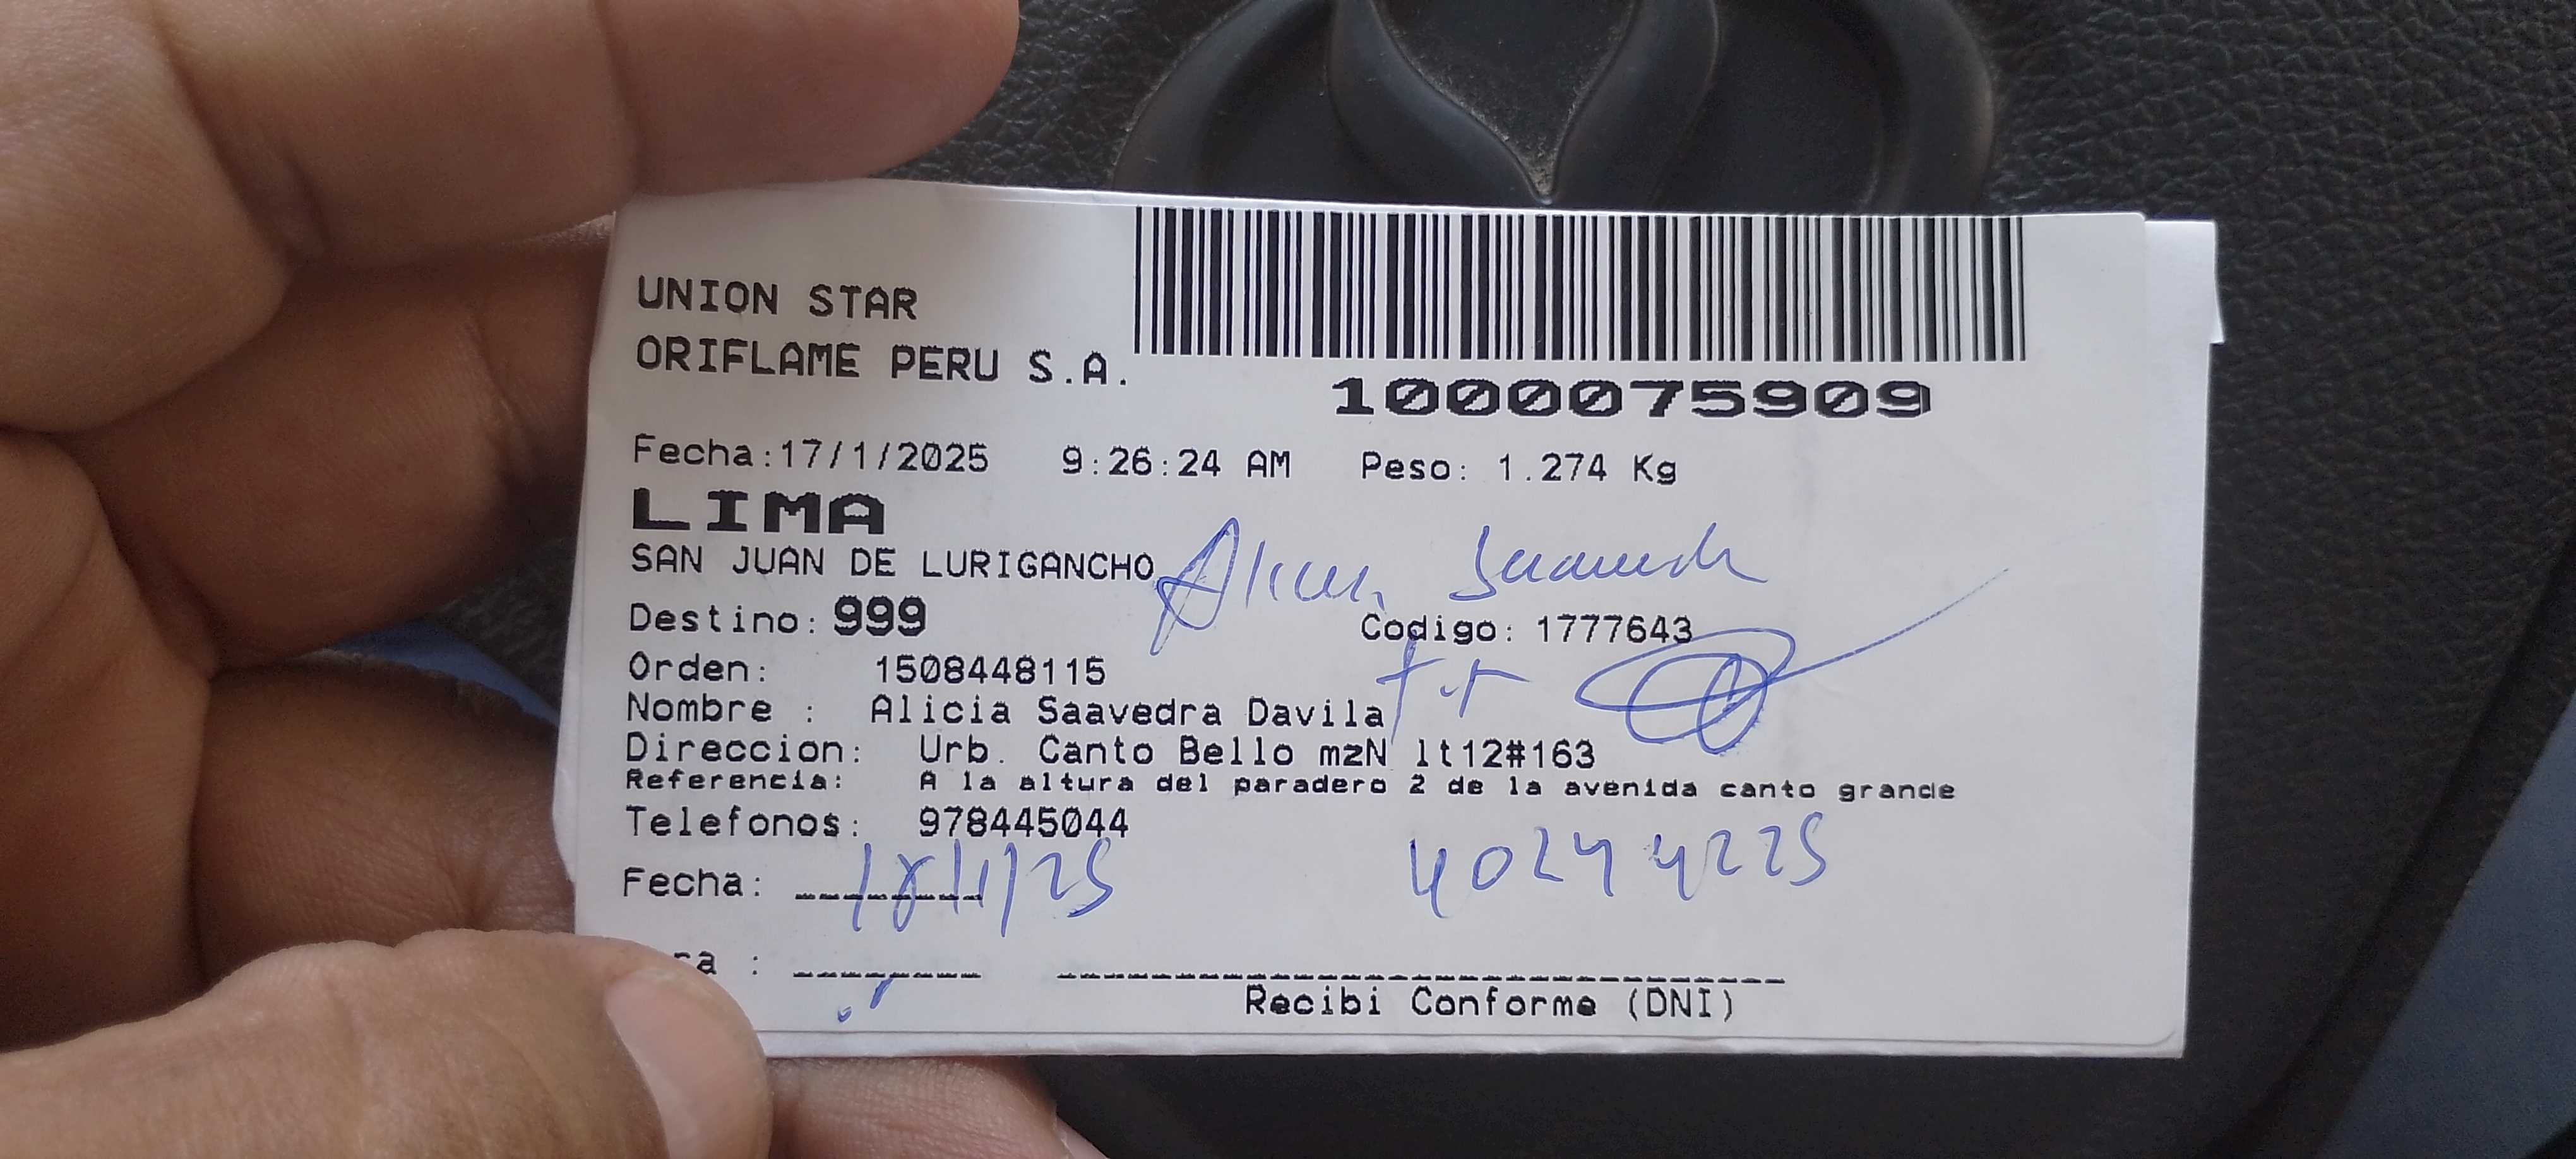 UNION STAR
ORIFLAME PERU S.A.
1000075909
Fecha:17/1/2025 9:26:24 AM Peso: 1.274 Kg
LIMA
SAN JUAN DE LURIGANCHO
Alicia Saavedra
Destino: 999 Codigo: 1777643
Orden: 1508448115
Nombre : Alicia Saavedra Davila
Direccion: Urb. Canto Bello mzN lt12#163
Referencia: A la altura del paradero 2 de la avenida canto grande
Telefonos: 978445044
40244225
Fecha: 18/1/25
ra :
Recibi Conforme (DNI)